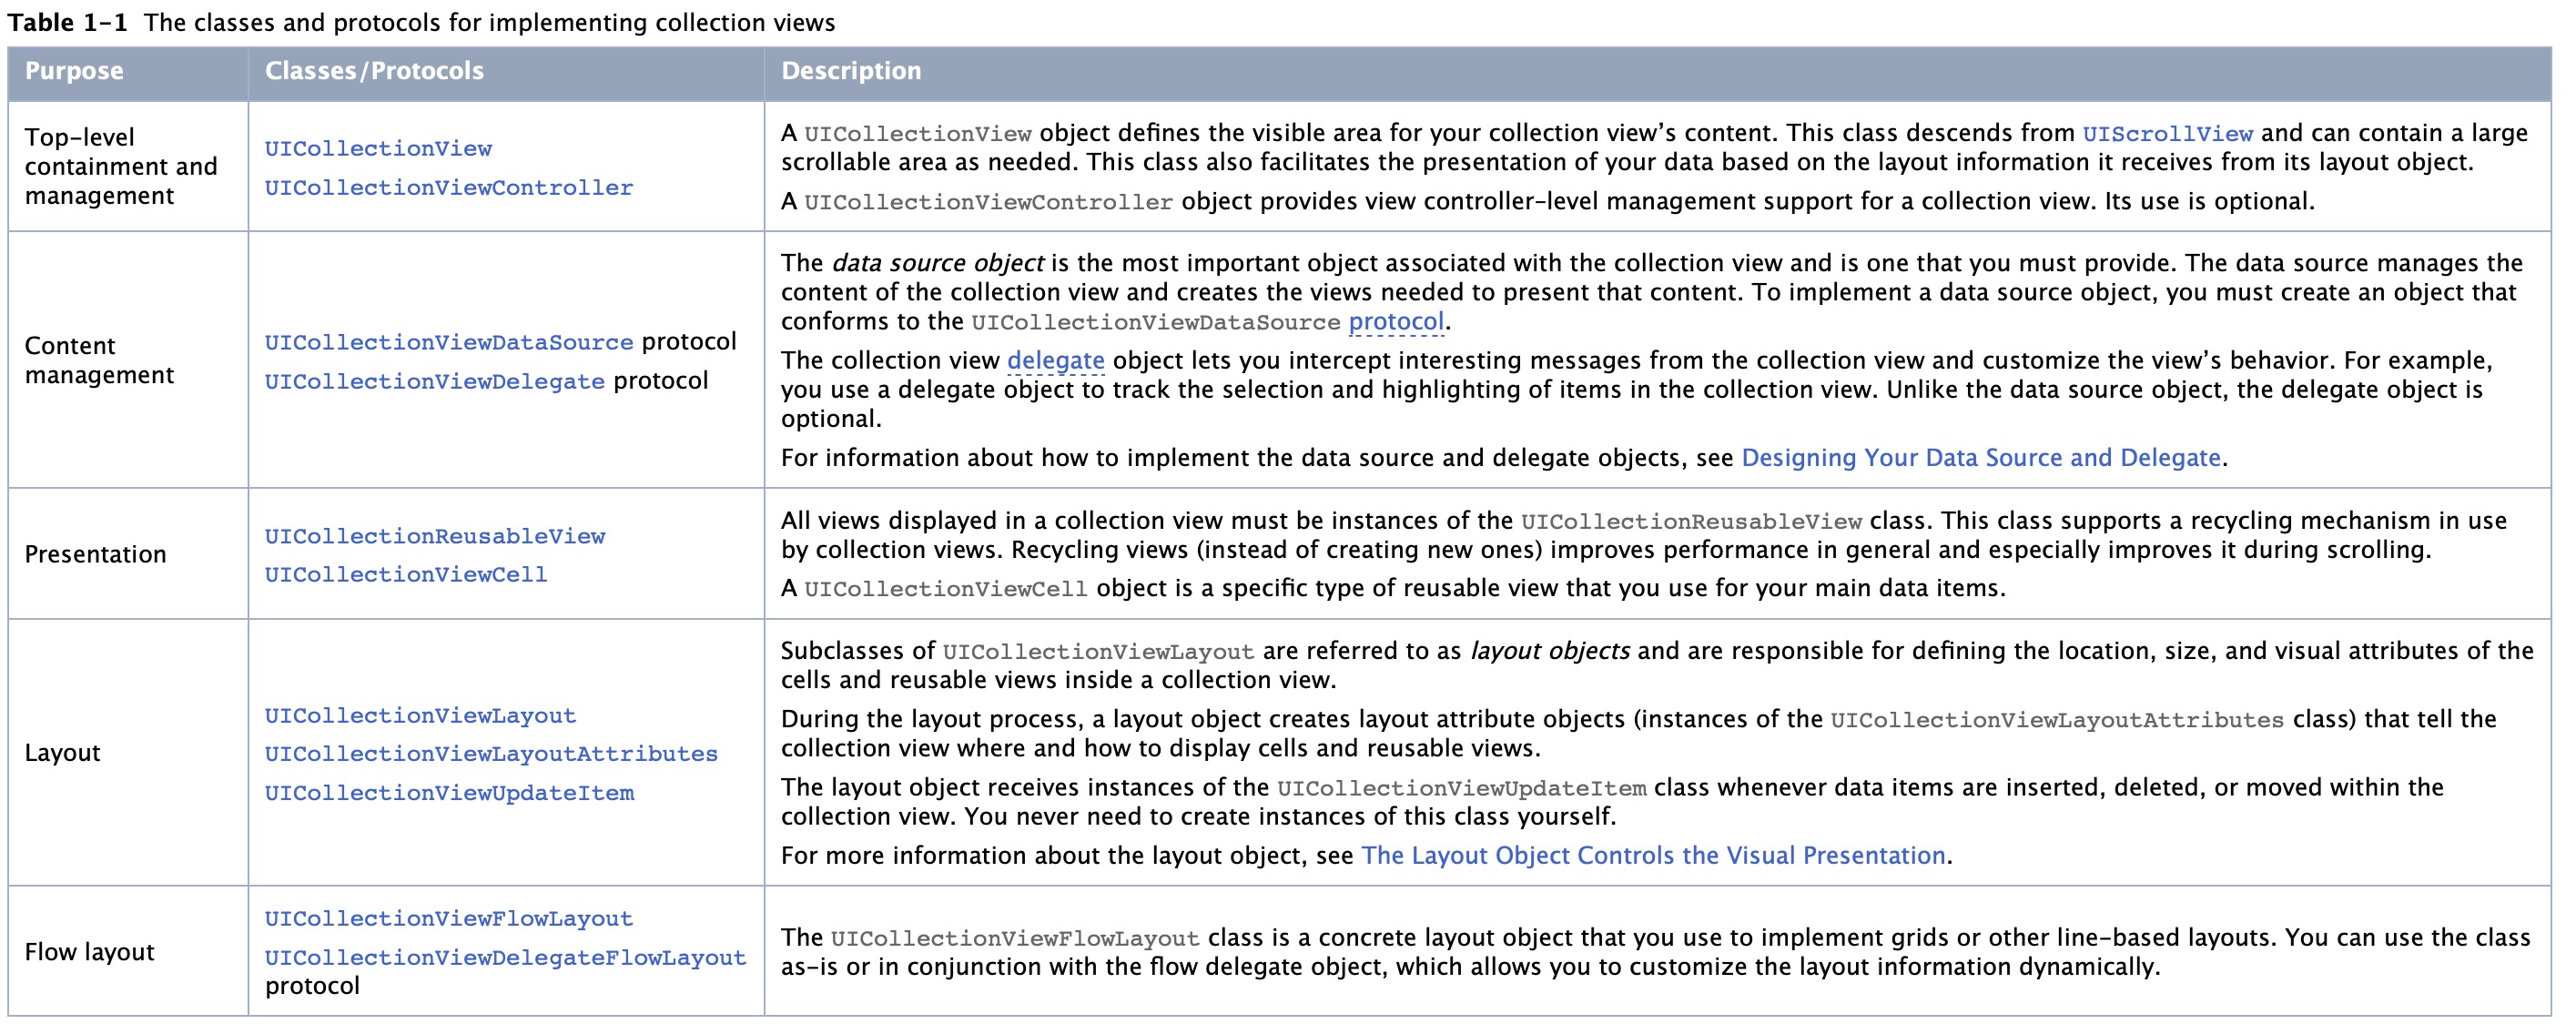 Table 1-1 The classes and protocols for implementing collection views
Purpose
Classes/Protocols
Description
Top-level
containment and
management
UICollectionView
UICollectionViewController
A UICollectionView object defines the visible area for your collection view’s content. This class descends from UIScrollView and can contain a large
scrollable area as needed. This class also facilitates the presentation of your data based on the layout information it receives from its layout object.
A UICollectionViewController object provides view controller-level management support for a collection view. Its use is optional.
Content
management
UICollectionViewDataSource protocol
UICollectionViewDelegate protocol
The data source object is the most important object associated with the collection view and is one that you must provide. The data source manages the
content of the collection view and creates the views needed to present that content. To implement a data source object, you must create an object that
conforms to the UICollectionViewDataSource protocol.
The collection view delegate object lets you intercept interesting messages from the collection view and customize the view’s behavior. For example,
you use a delegate object to track the selection and highlighting of items in the collection view. Unlike the data source object, the delegate object is
optional.
For information about how to implement the data source and delegate objects, see Designing Your Data Source and Delegate.
Presentation
UICollectionReusableView
UICollectionViewCell
All views displayed in a collection view must be instances of the UICollectionReusableView class. This class supports a recycling mechanism in use
by collection views. Recycling views (instead of creating new ones) improves performance in general and especially improves it during scrolling.
A UICollectionViewCell object is a specific type of reusable view that you use for your main data items.
Layout
UICollectionViewLayout
UICollectionViewLayoutAttributes
UICollectionViewUpdateItem
Subclasses of UICollectionViewLayout are referred to as layout objects and are responsible for defining the location, size, and visual attributes of the
cells and reusable views inside a collection view.
During the layout process, a layout object creates layout attribute objects (instances of the UICollectionViewLayoutAttributes class) that tell the
collection view where and how to display cells and reusable views.
The layout object receives instances of the UICollectionViewUpdateItem class whenever data items are inserted, deleted, or moved within the
collection view. You never need to create instances of this class yourself.
For more information about the layout object, see The Layout Object Controls the Visual Presentation.
Flow layout
UICollectionViewFlowLayout
UICollectionViewDelegateFlowLayout
protocol
The UICollectionViewFlowLayout class is a concrete layout object that you use to implement grids or other line-based layouts. You can use the class
as-is or in conjunction with the flow delegate object, which allows you to customize the layout information dynamically.